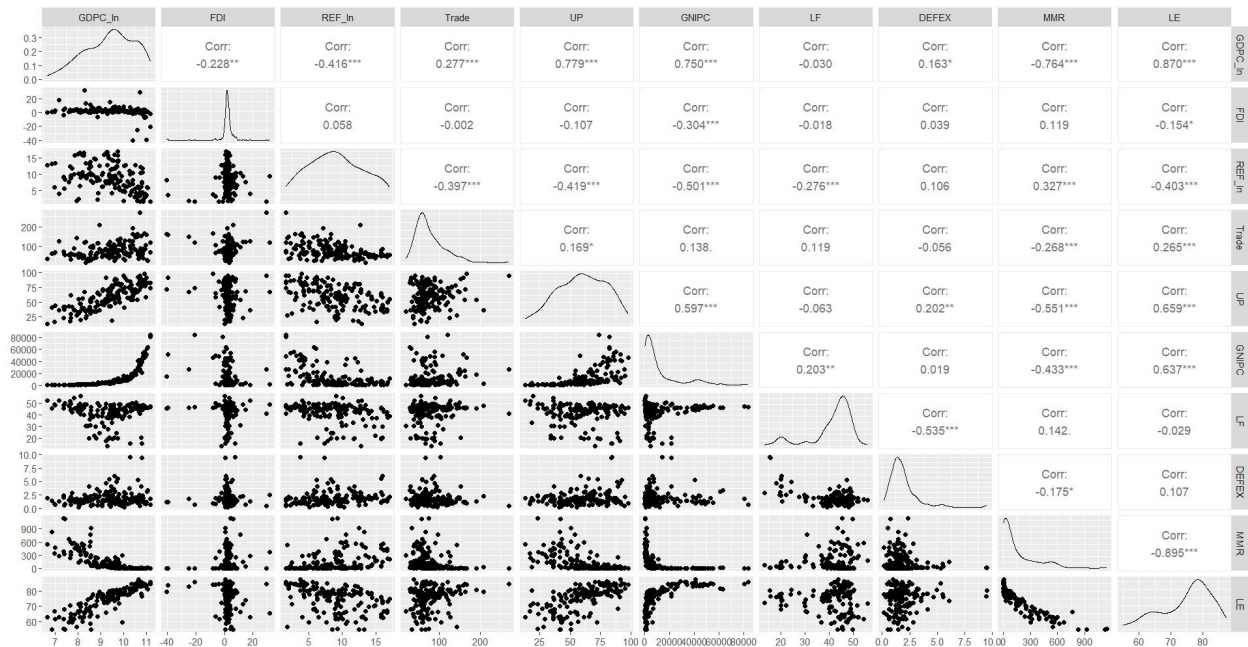 GDPC_ln FDI REF_ln Trade UP GNIPC LF DEFEX MMR LE
0.3 0.2 0.1 0.0
Corr: Corr: Corr: Corr: Corr: Corr: Corr: Corr: Corr:
-0.228** -0.416*** 0.277*** 0.779*** 0.750*** -0.030 0.163* -0.764*** 0.870***
GDPC_ln
20 0 -20 -40
Corr: Corr: Corr: Corr: Corr: Corr: Corr: Corr:
0.058 -0.002 -0.107 -0.304*** -0.018 0.039 0.119 -0.154*
FDI
15 10 5
Corr: Corr: Corr: Corr: Corr: Corr: Corr:
-0.397*** -0.419*** -0.501*** -0.276*** 0.106 0.327*** -0.403***
REF_ln
200 100
Corr: Corr: Corr: Corr: Corr: Corr:
0.169* 0.138. 0.119 -0.056 -0.268*** 0.265***
Trade
100 75 50 25
Corr: Corr: Corr: Corr: Corr:
0.597*** -0.063 0.202** -0.551*** 0.659***
UP
80000 60000 40000 20000 0
Corr: Corr: Corr: Corr:
0.203** 0.019 -0.433*** 0.637***
GNIPC
50 40 30 20
Corr: Corr: Corr:
-0.535*** 0.142. -0.029
LF
10.0 7.5 5.0 2.5 0.0
Corr: Corr:
-0.175* 0.107
DEFEX
900 600 300 0
Corr:
-0.895***
MMR
80 70 60
LE
7 8 9 10 11 -40 -20 0 20 5 10 15 100 200 25 50 75 100 0 20000 40000 60000 80000 20 30 40 50 0.0 2.5 5.0 7.5 10.0 0 300 600 900 60 70 80